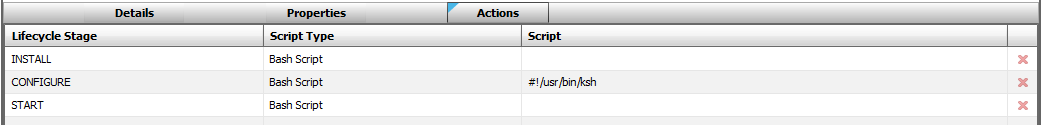 Details Properties Actions
Lifecycle Stage Script Type Script
INSTALL Bash Script
CONFIGURE Bash Script #!/usr/bin/ksh
START Bash Script